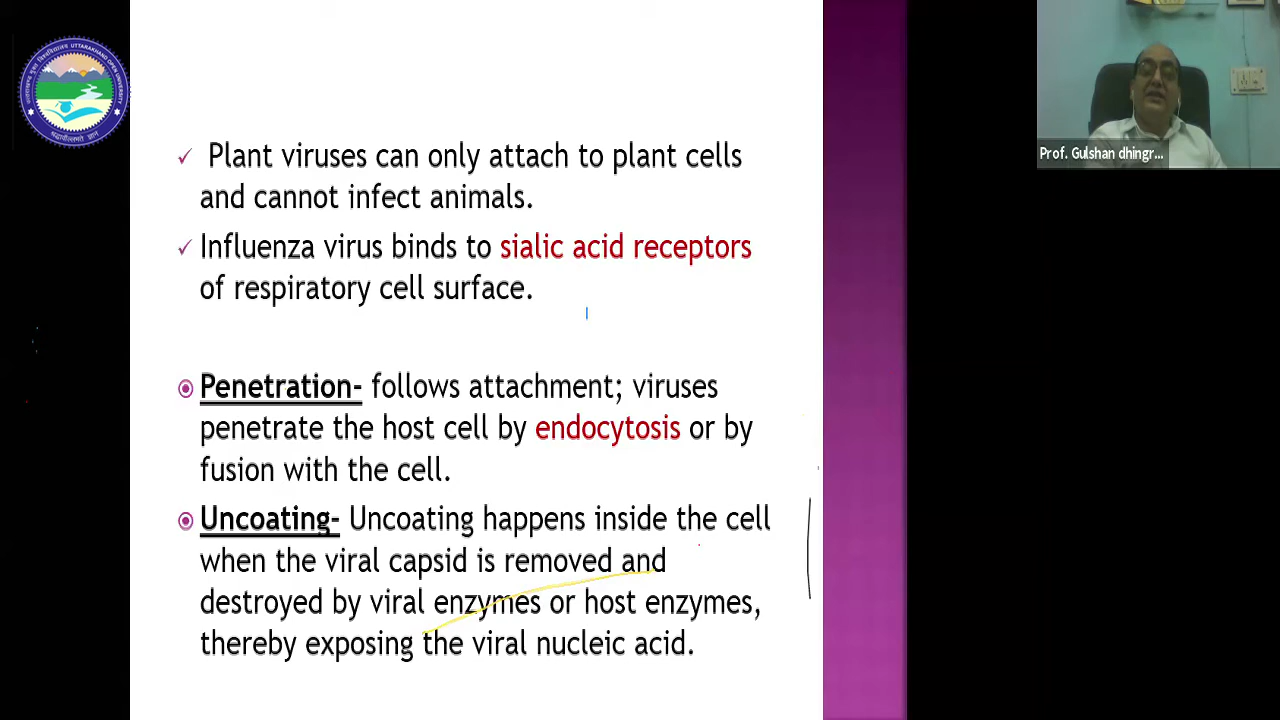 UTTARAKHAND OPEN UNIVERSITY
Plant viruses can only attach to plant cells
and cannot infect animals.
Influenza virus binds to sialic acid receptors
of respiratory cell surface.
Penetration- follows attachment; viruses
penetrate the host cell by endocytosis or by
fusion with the cell.
Uncoating- Uncoating happens inside the cell
when the viral capsid is removed and
destroyed by viral enzymes or host enzymes,
thereby exposing the viral nucleic acid.
Prof. Gulshan dhingr...